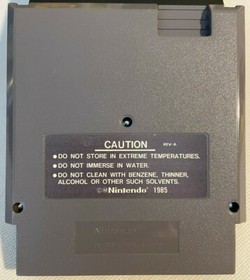 CAUTION REV-A
•DO NOT STORE IN EXTREME TEMPERATURES.
•DO NOT IMMERSE IN WATER.
•DO NOT CLEAN WITH BENZENE, THINNER,
ALCOHOL OR OTHER SUCH SOLVENTS.
©Nintendo® 1985